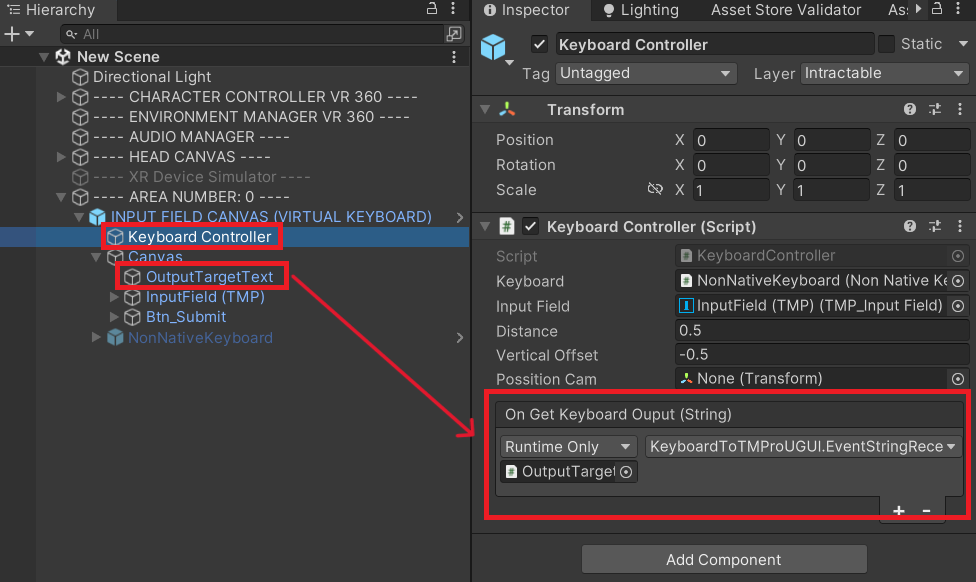 Hierarchy
All
New Scene
Directional Light
---- CHARACTER CONTROLLER VR 360 ----
---- ENVIRONMENT MANAGER VR 360 ----
---- AUDIO MANAGER ----
---- HEAD CANVAS ----
---- XR Device Simulator ----
---- AREA NUMBER: 0 ----
INPUT FIELD CANVAS (VIRTUAL KEYBOARD)
Keyboard Controller
Canvas
OutputTargetText
InputField (TMP)
Btn_Submit
NonNativeKeyboard
Inspector Lighting Asset Store Validator As
Keyboard Controller Static
Tag Untagged Layer Intractable
Transform
Position X 0 Y 0 Z 0
Rotation X 0 Y 0 Z 0
Scale X 1 Y 1 Z 1
# Keyboard Controller (Script)
Script # KeyboardController
Keyboard # NonNativeKeyboard (Non Native Ke
Input Field InputField (TMP) (TMP_Input Field)
Distance 0.5
Vertical Offset -0.5
Possition Cam None (Transform)
On Get Keyboard Ouput (String)
Runtime Only KeyboardToTMProUGUI.EventStringRece
# OutputTarget
+ -
Add Component